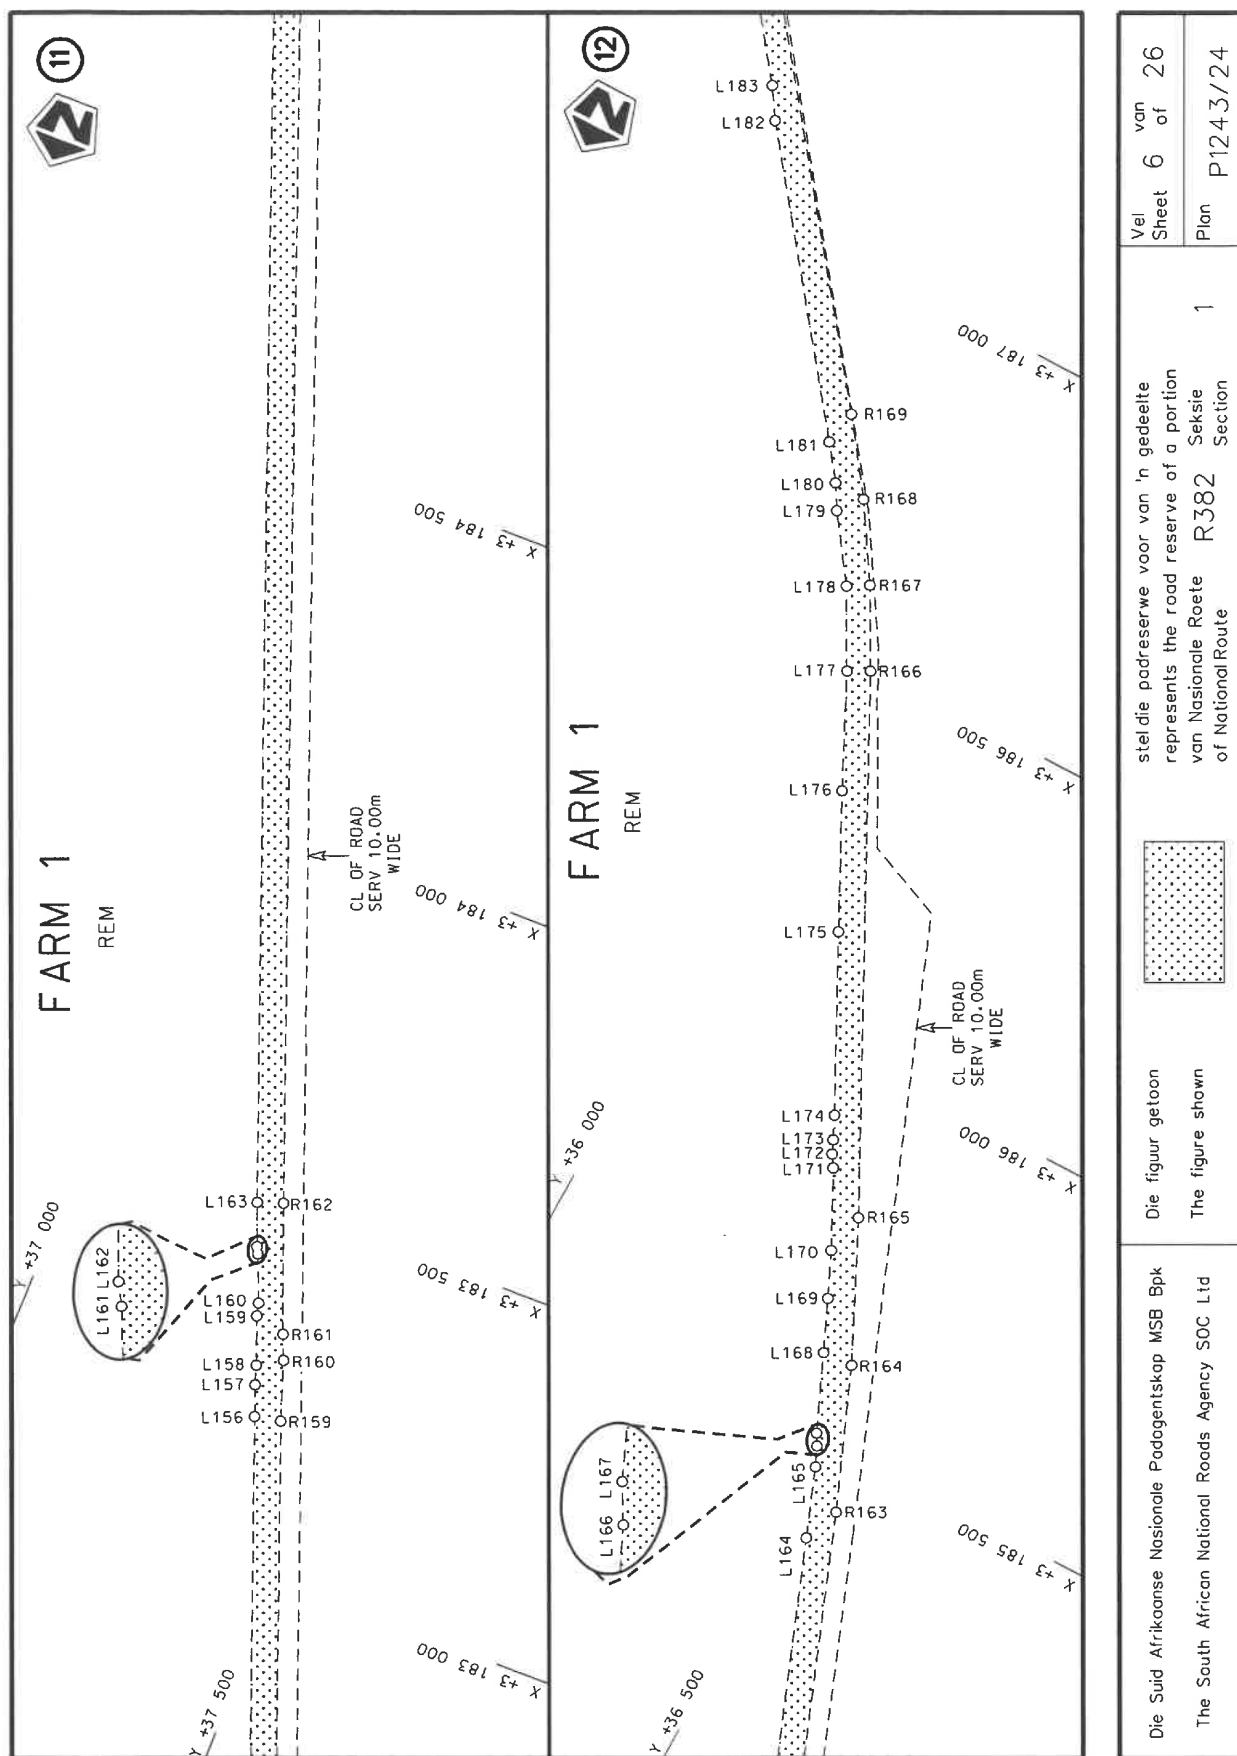 11
FARM 1
REM
Y +37 000
Y +37 500
L156
L157
L158
L159
L160
L161
L162
L163
R159
R160
R161
R162
CL OF ROAD
SERV 10.00m
WIDE
X +3 183 000
X +3 183 500
X +3 184 000
X +3 184 500
12
FARM 1
REM
Y +36 000
Y +36 500
L164
L165
L166
L167
L168
L169
L170
L171
L172
L173
L174
L175
L176
L177
L178
L179
L180
L181
L182
L183
R163
R164
R165
R166
R167
R168
R169
CL OF ROAD
SERV 10.00m
WIDE
X +3 185 500
X +3 186 000
X +3 186 500
X +3 187 000
Die Suid Afrikaanse Nasionale Padagentskap MSB Bpk
The South African National Roads Agency SOC Ltd
Die figuur getoon
The figure shown
stel die padreserwe voor van 'n gedeelte
represents the road reserve of a portion
van Nasionale Roete R382 Seksie 1
of National Route Section
Vel 6 van 26
Sheet of
Plan P1243/24